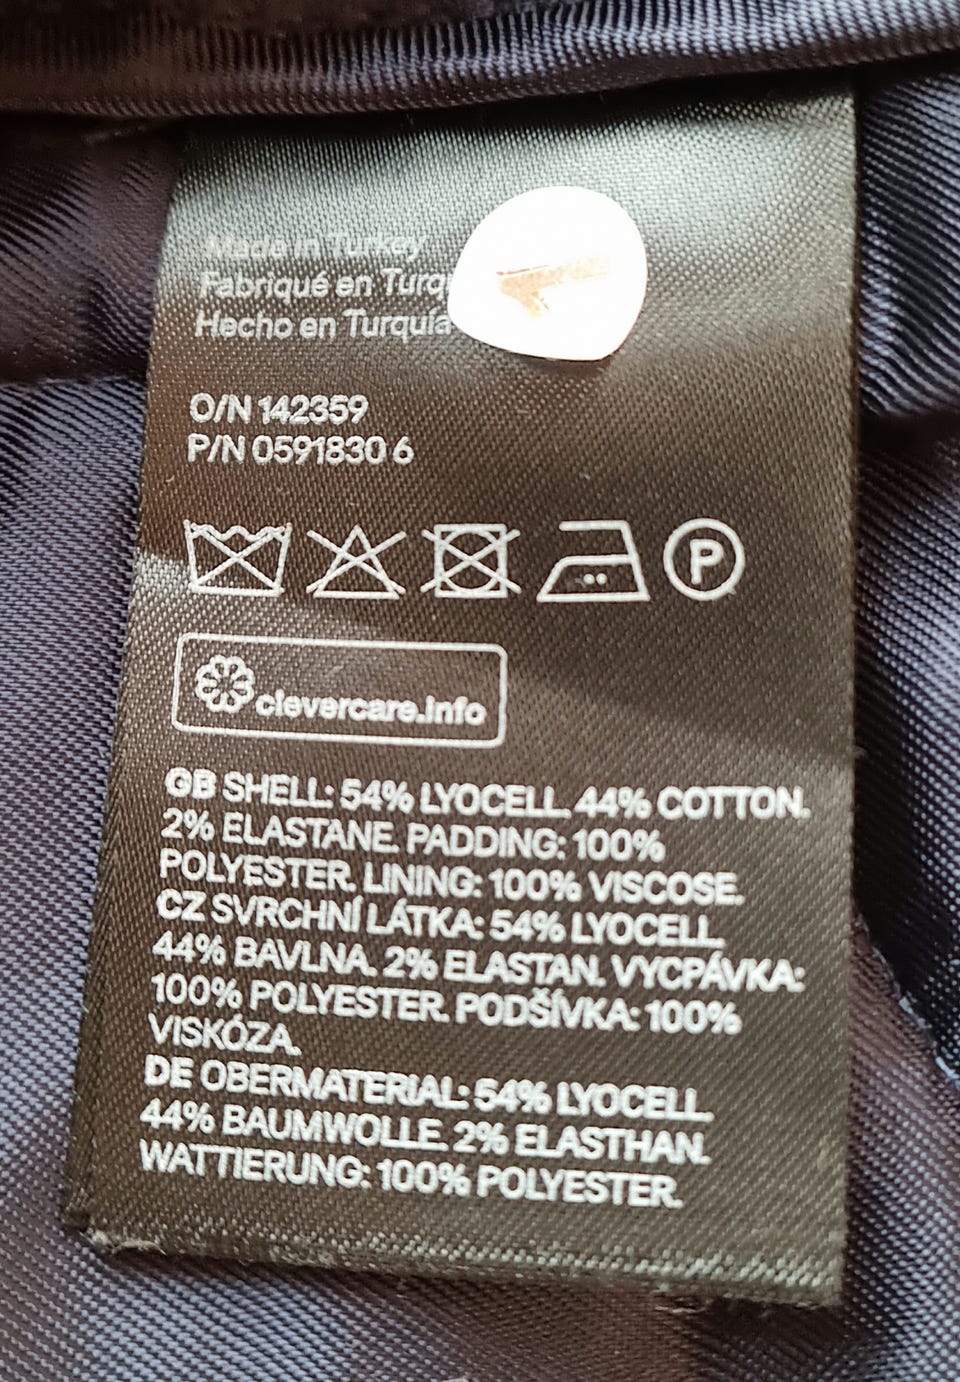 Made in Turkey
Fabriqué en Turq
Hecho en Turquía
O/N 142359
P/N 0591830 6
P
clevercare.info
GB SHELL: 54% LYOCELL. 44% COTTON.
2% ELASTANE. PADDING: 100%
POLYESTER. LINING: 100% VISCOSE.
CZ SVRCHNÍ LÁTKA: 54% LYOCELL.
44% BAVLNA. 2% ELASTAN. VYCPÁVKA:
100% POLYESTER. PODŠÍVKA: 100%
VISKÓZA.
DE OBERMATERIAL: 54% LYOCELL.
44% BAUMWOLLE. 2% ELASTHAN.
WATTIERUNG: 100% POLYESTER.